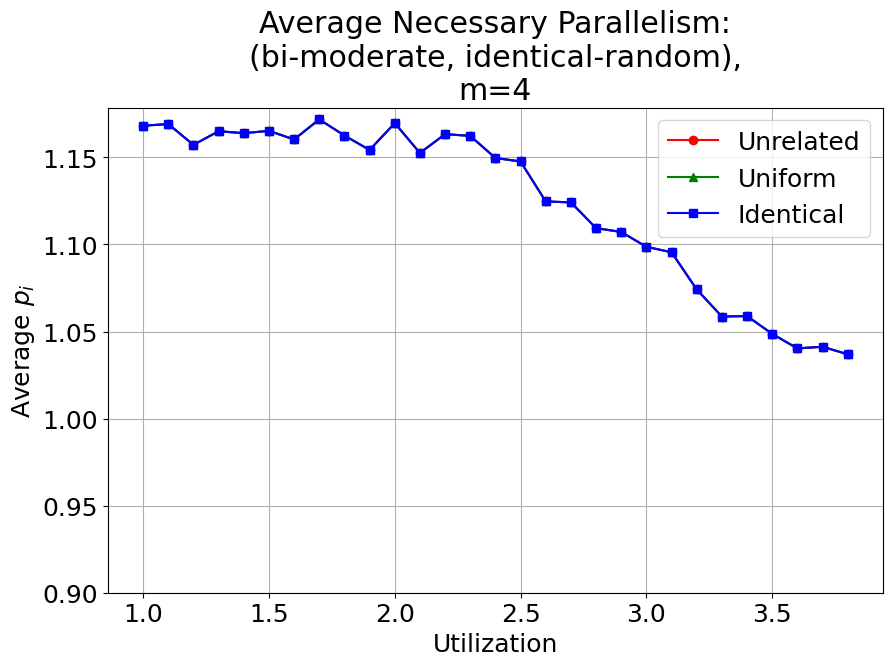 Average Necessary Parallelism:
(bi-moderate, identical-random),
m=4
Unrelated
Uniform
Identical
Average $p_i$
1.15
1.10
1.05
1.00
0.95
0.90
1.0 1.5 2.0 2.5 3.0 3.5
Utilization